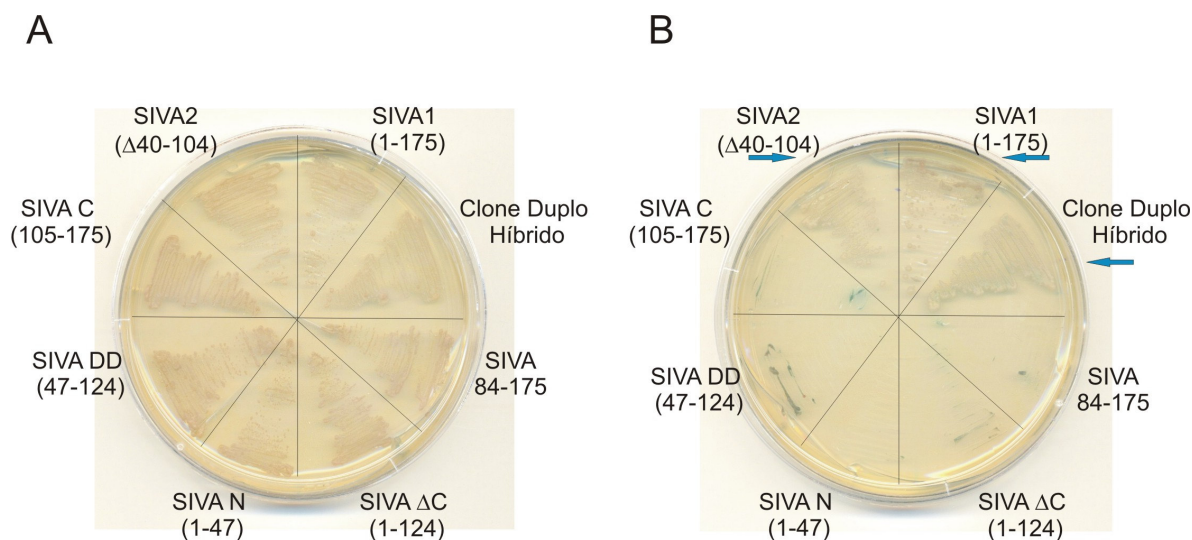 A
SIVA2
(Δ40-104)
SIVA1
(1-175)
SIVA C
(105-175)
Clone Duplo
Híbrido
SIVA DD
(47-124)
SIVA
84-175
SIVA N
(1-47)
SIVA ΔC
(1-124)
B
SIVA2
(Δ40-104)
SIVA1
(1-175)
SIVA C
(105-175)
Clone Duplo
Híbrido
SIVA DD
(47-124)
SIVA
84-175
SIVA N
(1-47)
SIVA ΔC
(1-124)